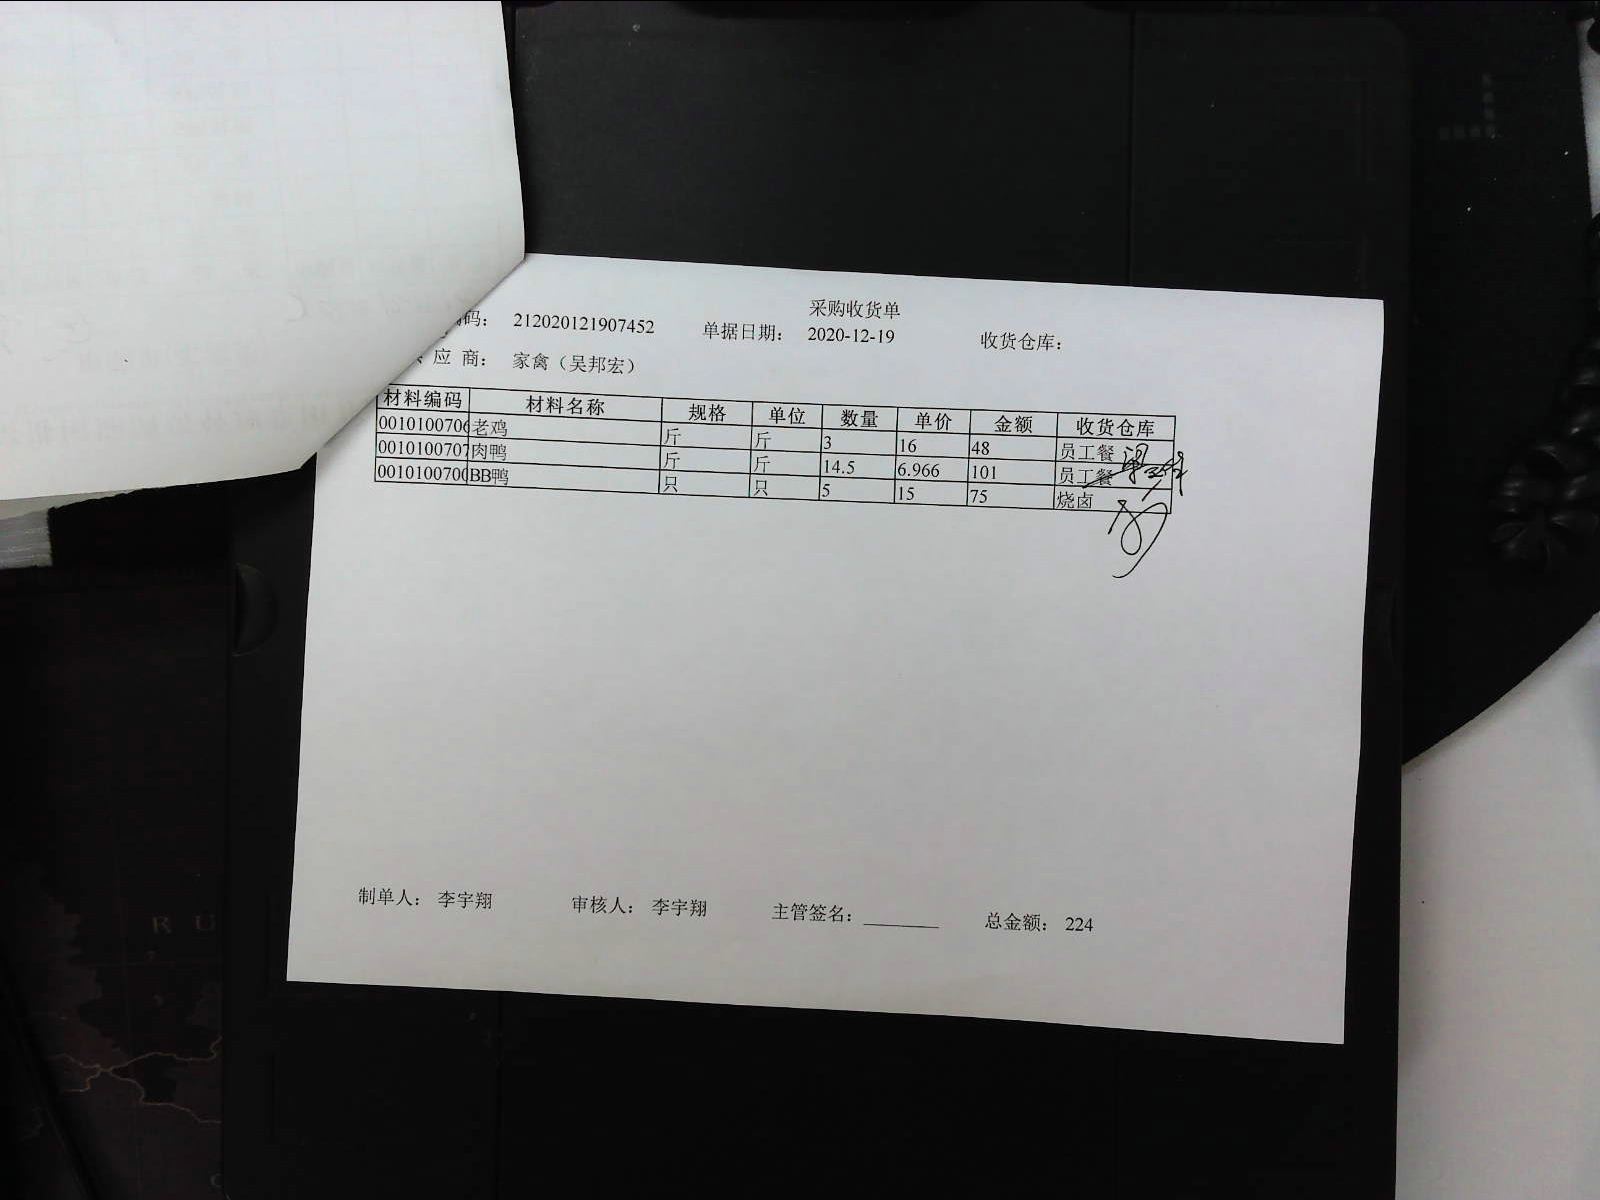 采购收货单
码: 212020121907452 单据日期: 2020-12-19 收货仓库:
应 商: 家禽（吴邦宏）
材料编码 材料名称 规格 单位 数量 单价 金额 收货仓库
0010100706 老鸡 斤 斤 3 16 48 员工餐
0010100707 肉鸭 斤 斤 14.5 6.966 101 员工餐
0010100700 BB鸭 只 只 5 15 75 烧卤
制单人: 李宇翔 审核人: 李宇翔 主管签名: 总金额: 224